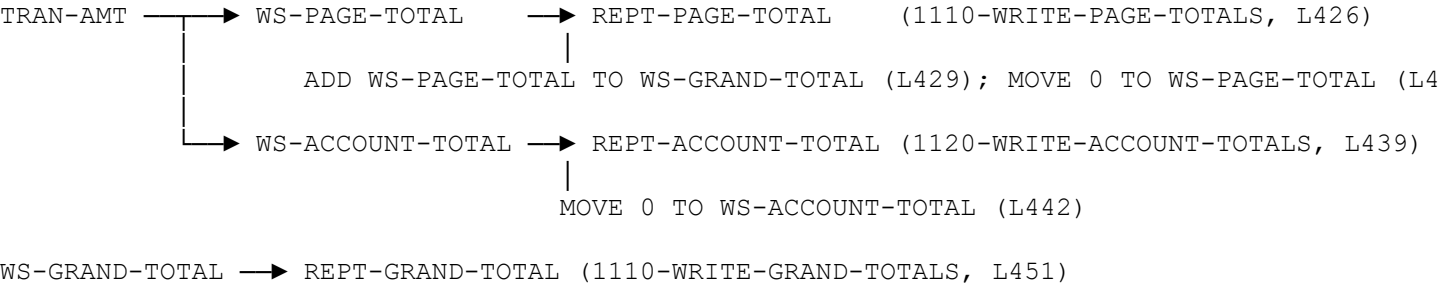 TRAN-AMT ──┬──► WS-PAGE-TOTAL ──► REPT-PAGE-TOTAL (1110-WRITE-PAGE-TOTALS, L426)
ADD WS-PAGE-TOTAL TO WS-GRAND-TOTAL (L429); MOVE 0 TO WS-PAGE-TOTAL (L4
└──► WS-ACCOUNT-TOTAL ──► REPT-ACCOUNT-TOTAL (1120-WRITE-ACCOUNT-TOTALS, L439)
MOVE 0 TO WS-ACCOUNT-TOTAL (L442)
WS-GRAND-TOTAL ──► REPT-GRAND-TOTAL (1110-WRITE-GRAND-TOTALS, L451)